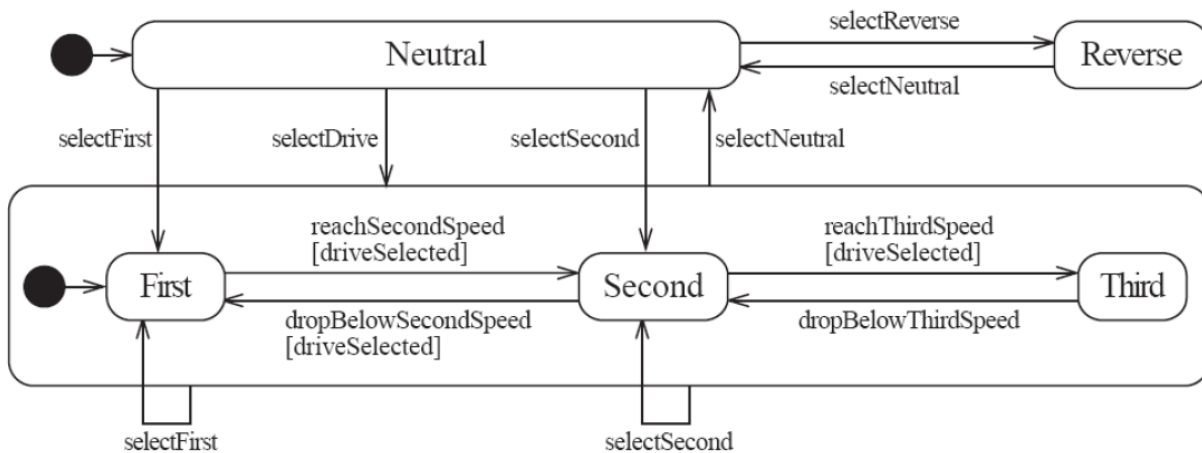 selectReverse
Neutral
Reverse
selectNeutral
selectFirst
selectDrive
selectSecond
selectNeutral
reachSecondSpeed
[driveSelected]
reachThirdSpeed
[driveSelected]
First
Second
Third
dropBelowSecondSpeed
[driveSelected]
dropBelowThirdSpeed
selectFirst
selectSecond